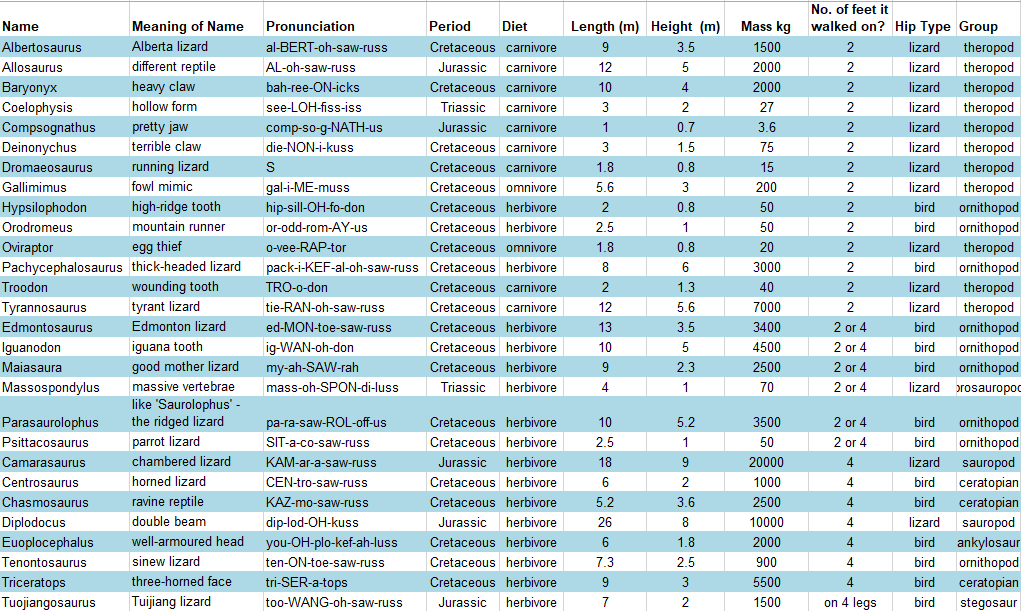 No. of feet it
Name Meaning of Name Pronunciation Period Diet Length (m) Height (m) Mass kg walked on? Hip Type Group
Albertosaurus Alberta lizard al-BERT-oh-saw-russ Cretaceous carnivore 9 3.5 1500 2 lizard theropod
Allosaurus different reptile AL-oh-saw-russ Jurassic carnivore 12 5 2000 2 lizard theropod
Baryonyx heavy claw bah-ree-ON-icks Cretaceous carnivore 10 4 2000 2 lizard theropod
Coelophysis hollow form see-LOH-fiss-iss Triassic carnivore 3 2 27 2 lizard theropod
Compsognathus pretty jaw comp-so-g-NATH-us Jurassic carnivore 1 0.7 3.6 2 lizard theropod
Deinonychus terrible claw die-NON-i-kuss Cretaceous carnivore 3 1.5 75 2 lizard theropod
Dromaeosaurus running lizard S Cretaceous carnivore 1.8 0.8 15 2 lizard theropod
Gallimimus fowl mimic gal-i-ME-muss Cretaceous omnivore 5.6 3 200 2 lizard theropod
Hypsilophodon high-ridge tooth hip-sill-OH-fo-don Cretaceous herbivore 2 0.8 50 2 bird ornithopod
Orodromeus mountain runner or-odd-rom-AY-us Cretaceous herbivore 2.5 1 50 2 bird ornithopod
Oviraptor egg thief o-vee-RAP-tor Cretaceous omnivore 1.8 0.8 20 2 lizard theropod
Pachycephalosaurus thick-headed lizard pack-i-KEF-al-oh-saw-russ Cretaceous herbivore 8 6 3000 2 bird ornithopod
Troodon wounding tooth TRO-o-don Cretaceous carnivore 2 1.3 40 2 lizard theropod
Tyrannosaurus tyrant lizard tie-RAN-oh-saw-russ Cretaceous carnivore 12 5.6 7000 2 lizard theropod
Edmontosaurus Edmonton lizard ed-MON-toe-saw-russ Cretaceous herbivore 13 3.5 3400 2 or 4 bird ornithopod
Iguanodon iguana tooth ig-WAN-oh-don Cretaceous herbivore 10 5 4500 2 or 4 bird ornithopod
Maiasaura good mother lizard my-ah-SAW-rah Cretaceous herbivore 9 2.3 2500 2 or 4 bird ornithopod
Massospondylus massive vertebrae mass-oh-SPON-di-luss Triassic herbivore 4 1 70 2 or 4 lizard prosauropod
like 'Saurolophus' -
Parasaurolophus the ridged lizard pa-ra-saw-ROL-off-us Cretaceous herbivore 10 5.2 3500 2 or 4 bird ornithopod
Psittacosaurus parrot lizard SIT-a-co-saw-russ Cretaceous herbivore 2.5 1 50 2 or 4 bird ornithopod
Camarasaurus chambered lizard KAM-ar-a-saw-russ Jurassic herbivore 18 9 20000 4 lizard sauropod
Centrosaurus horned lizard CEN-tro-saw-russ Cretaceous herbivore 6 2 1000 4 bird ceratopian
Chasmosaurus ravine reptile KAZ-mo-saw-russ Cretaceous herbivore 5.2 3.6 2500 4 bird ceratopian
Diplodocus double beam dip-lod-OH-kuss Jurassic herbivore 26 8 10000 4 lizard sauropod
Euoplocephalus well-armoured head you-OH-plo-kef-ah-luss Cretaceous herbivore 6 1.8 2000 4 bird ankylosaur
Tenontosaurus sinew lizard ten-ON-toe-saw-russ Cretaceous herbivore 7.3 2.5 900 4 bird ornithopod
Triceratops three-horned face tri-SER-a-tops Cretaceous herbivore 9 3 5500 4 bird ceratopian
Tuojiangosaurus Tuijiang lizard too-WANG-oh-saw-russ Jurassic herbivore 7 2 1500 on 4 legs bird stegosaur